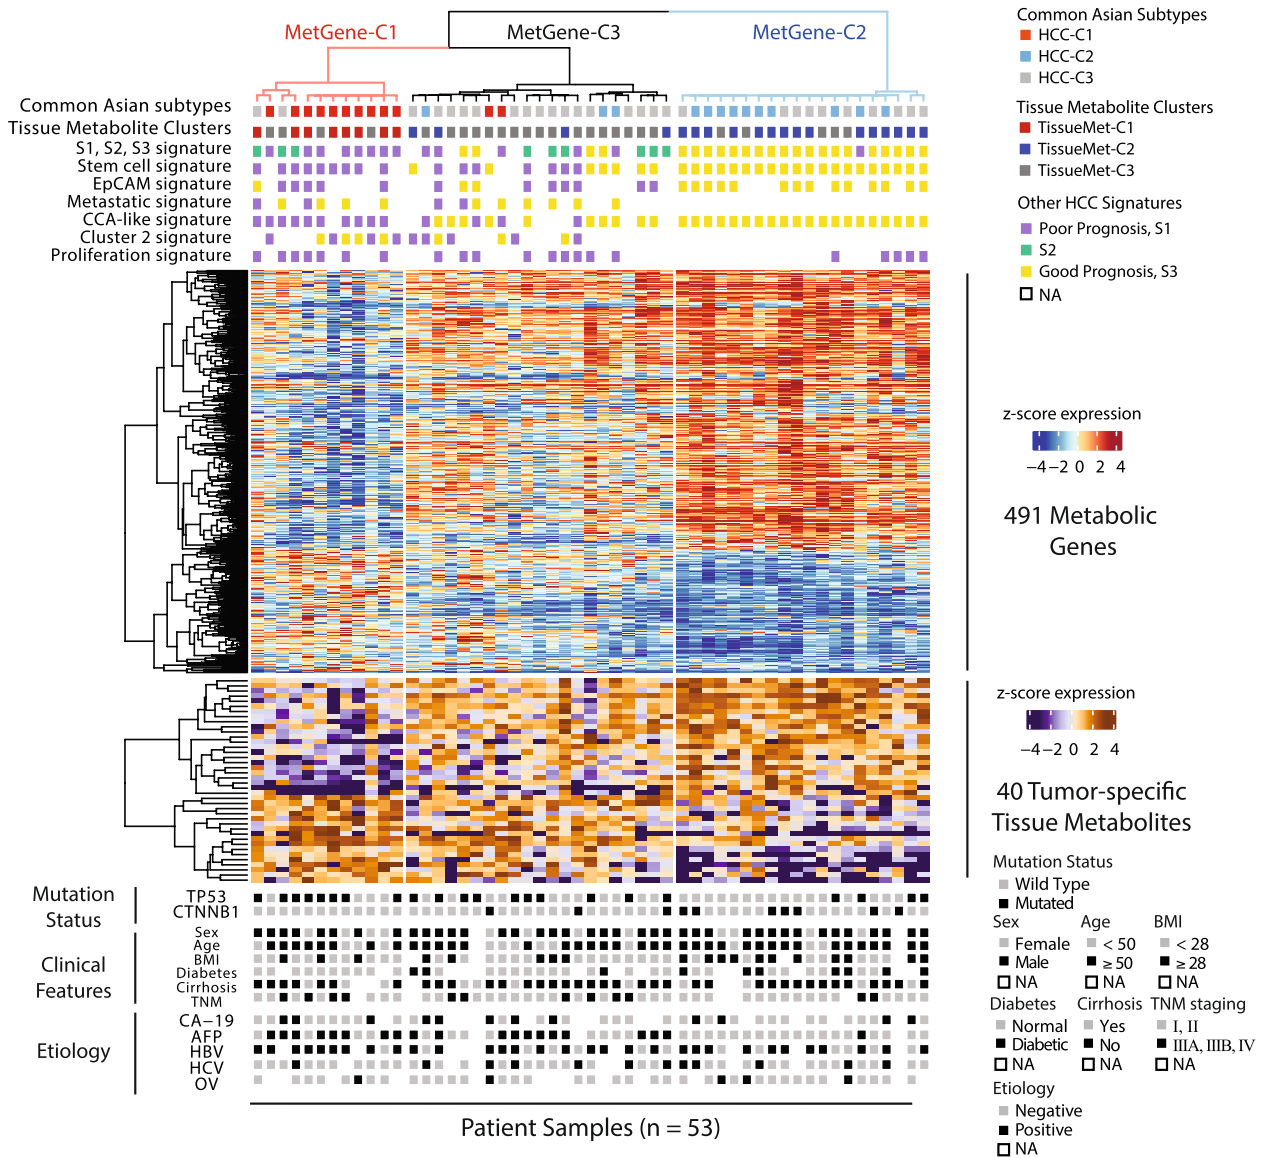 MetGene-C1
MetGene-C3
MetGene-C2
Common Asian subtypes
Tissue Metabolite Clusters
S1, S2, S3 signature
Stem cell signature
EpCAM signature
Metastatic signature
CCA-like signature
Cluster 2 signature
Proliferation signature
Common Asian Subtypes
HCC-C1
HCC-C2
HCC-C3
Tissue Metabolite Clusters
TissueMet-C1
TissueMet-C2
TissueMet-C3
Other HCC Signatures
Poor Prognosis, S1
S2
Good Prognosis, S3
NA
z-score expression
−4 −2 0 2 4
491 Metabolic
Genes
z-score expression
−4 −2 0 2 4
40 Tumor-specific
Tissue Metabolites
Mutation
Status
TP53
CTNNB1
Clinical
Features
Sex
Age
BMI
Diabetes
Cirrhosis
TNM
Etiology
CA−19
AFP
HBV
HCV
OV
Patient Samples (n = 53)
Mutation Status
Wild Type
Mutated
Sex Age BMI
Female < 50 < 28
Male ≥ 50 ≥ 28
NA NA NA
Diabetes Cirrhosis TNM staging
Normal Yes I, II
Diabetic No IIIA, IIIB, IV
NA NA NA
Etiology
Negative
Positive
NA